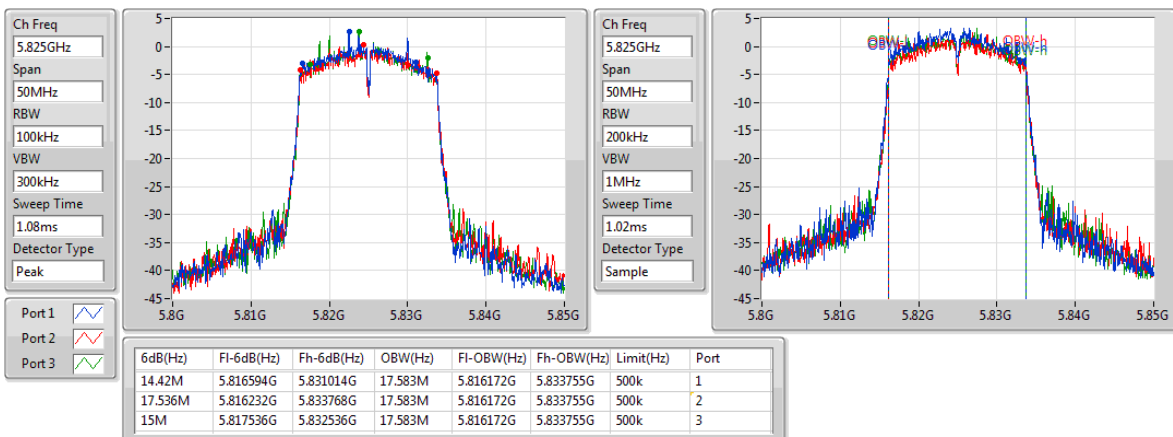 Ch Freq
5.825GHz
Span
50MHz
RBW
100kHz
VBW
300kHz
Sweep Time
1.08ms
Detector Type
Peak
5
0
-5
-10
-15
-20
-25
-30
-35
-40
-45
5.8G 5.81G 5.82G 5.83G 5.84G 5.85G
Ch Freq
5.825GHz
Span
50MHz
RBW
200kHz
VBW
1MHz
Sweep Time
1.02ms
Detector Type
Sample
5
0
-5
-10
-15
-20
-25
-30
-35
-40
-45
OBW-h
OBW-h
5.8G 5.81G 5.82G 5.83G 5.84G 5.85G
Port 1
Port 2
Port 3
6dB(Hz) Fl-6dB(Hz) Fh-6dB(Hz) OBW(Hz) Fl-OBW(Hz) Fh-OBW(Hz) Limit(Hz) Port
14.42M 5.816594G 5.831014G 17.583M 5.816172G 5.833755G 500k 1
17.536M 5.816232G 5.833768G 17.583M 5.816172G 5.833755G 500k 2
15M 5.817536G 5.832536G 17.583M 5.816172G 5.833755G 500k 3